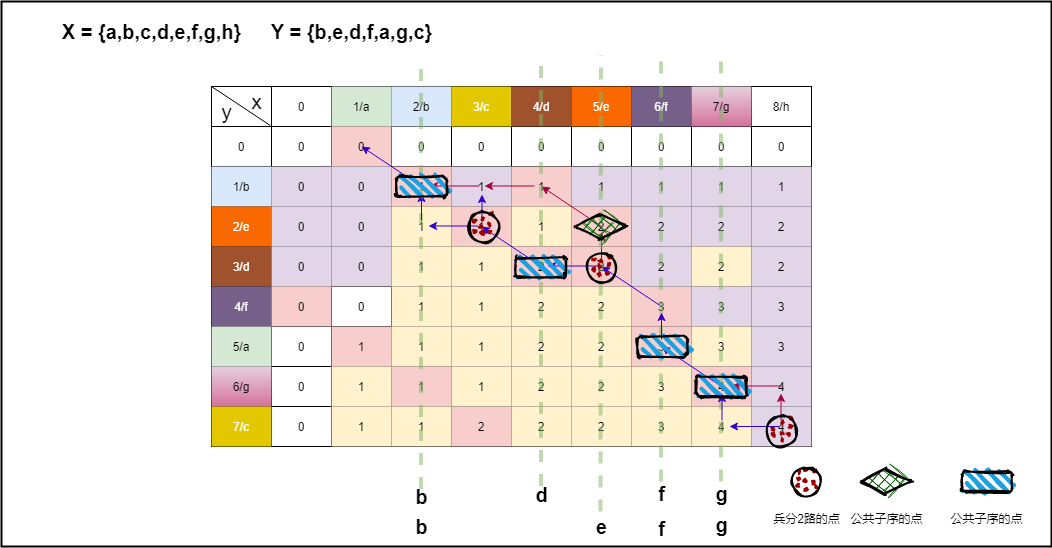 X = {a,b,c,d,e,f,g,h} Y = {b,e,d,f,a,g,c}
y x 0 1/a 2/b 3/c 4/d 5/e 6/f 7/g 8/h
0 0 0 0 0 0 0 0 0 0
1/b 0 0 1 1 1 1 1 1
2/e 0 0 1 1 2 2 2 2
3/d 0 0 1 1 2 2 2
4/f 0 0 1 1 2 2 3 3 3
5/a 0 1 1 1 2 2 3 3
6/g 0 1 1 1 2 2 3 4 4
7/c 0 1 1 2 2 2 3 4 4
b d f g
b e f g
兵分2路的点 公共子序的点 公共子序的点